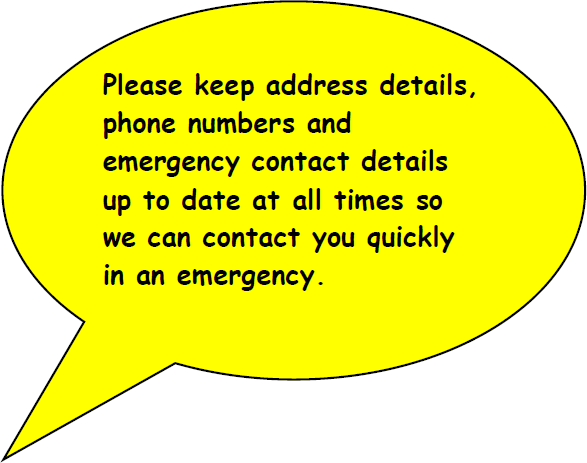 Please keep address details,
phone numbers and
emergency contact details
up to date at all times so
we can contact you quickly
in an emergency.